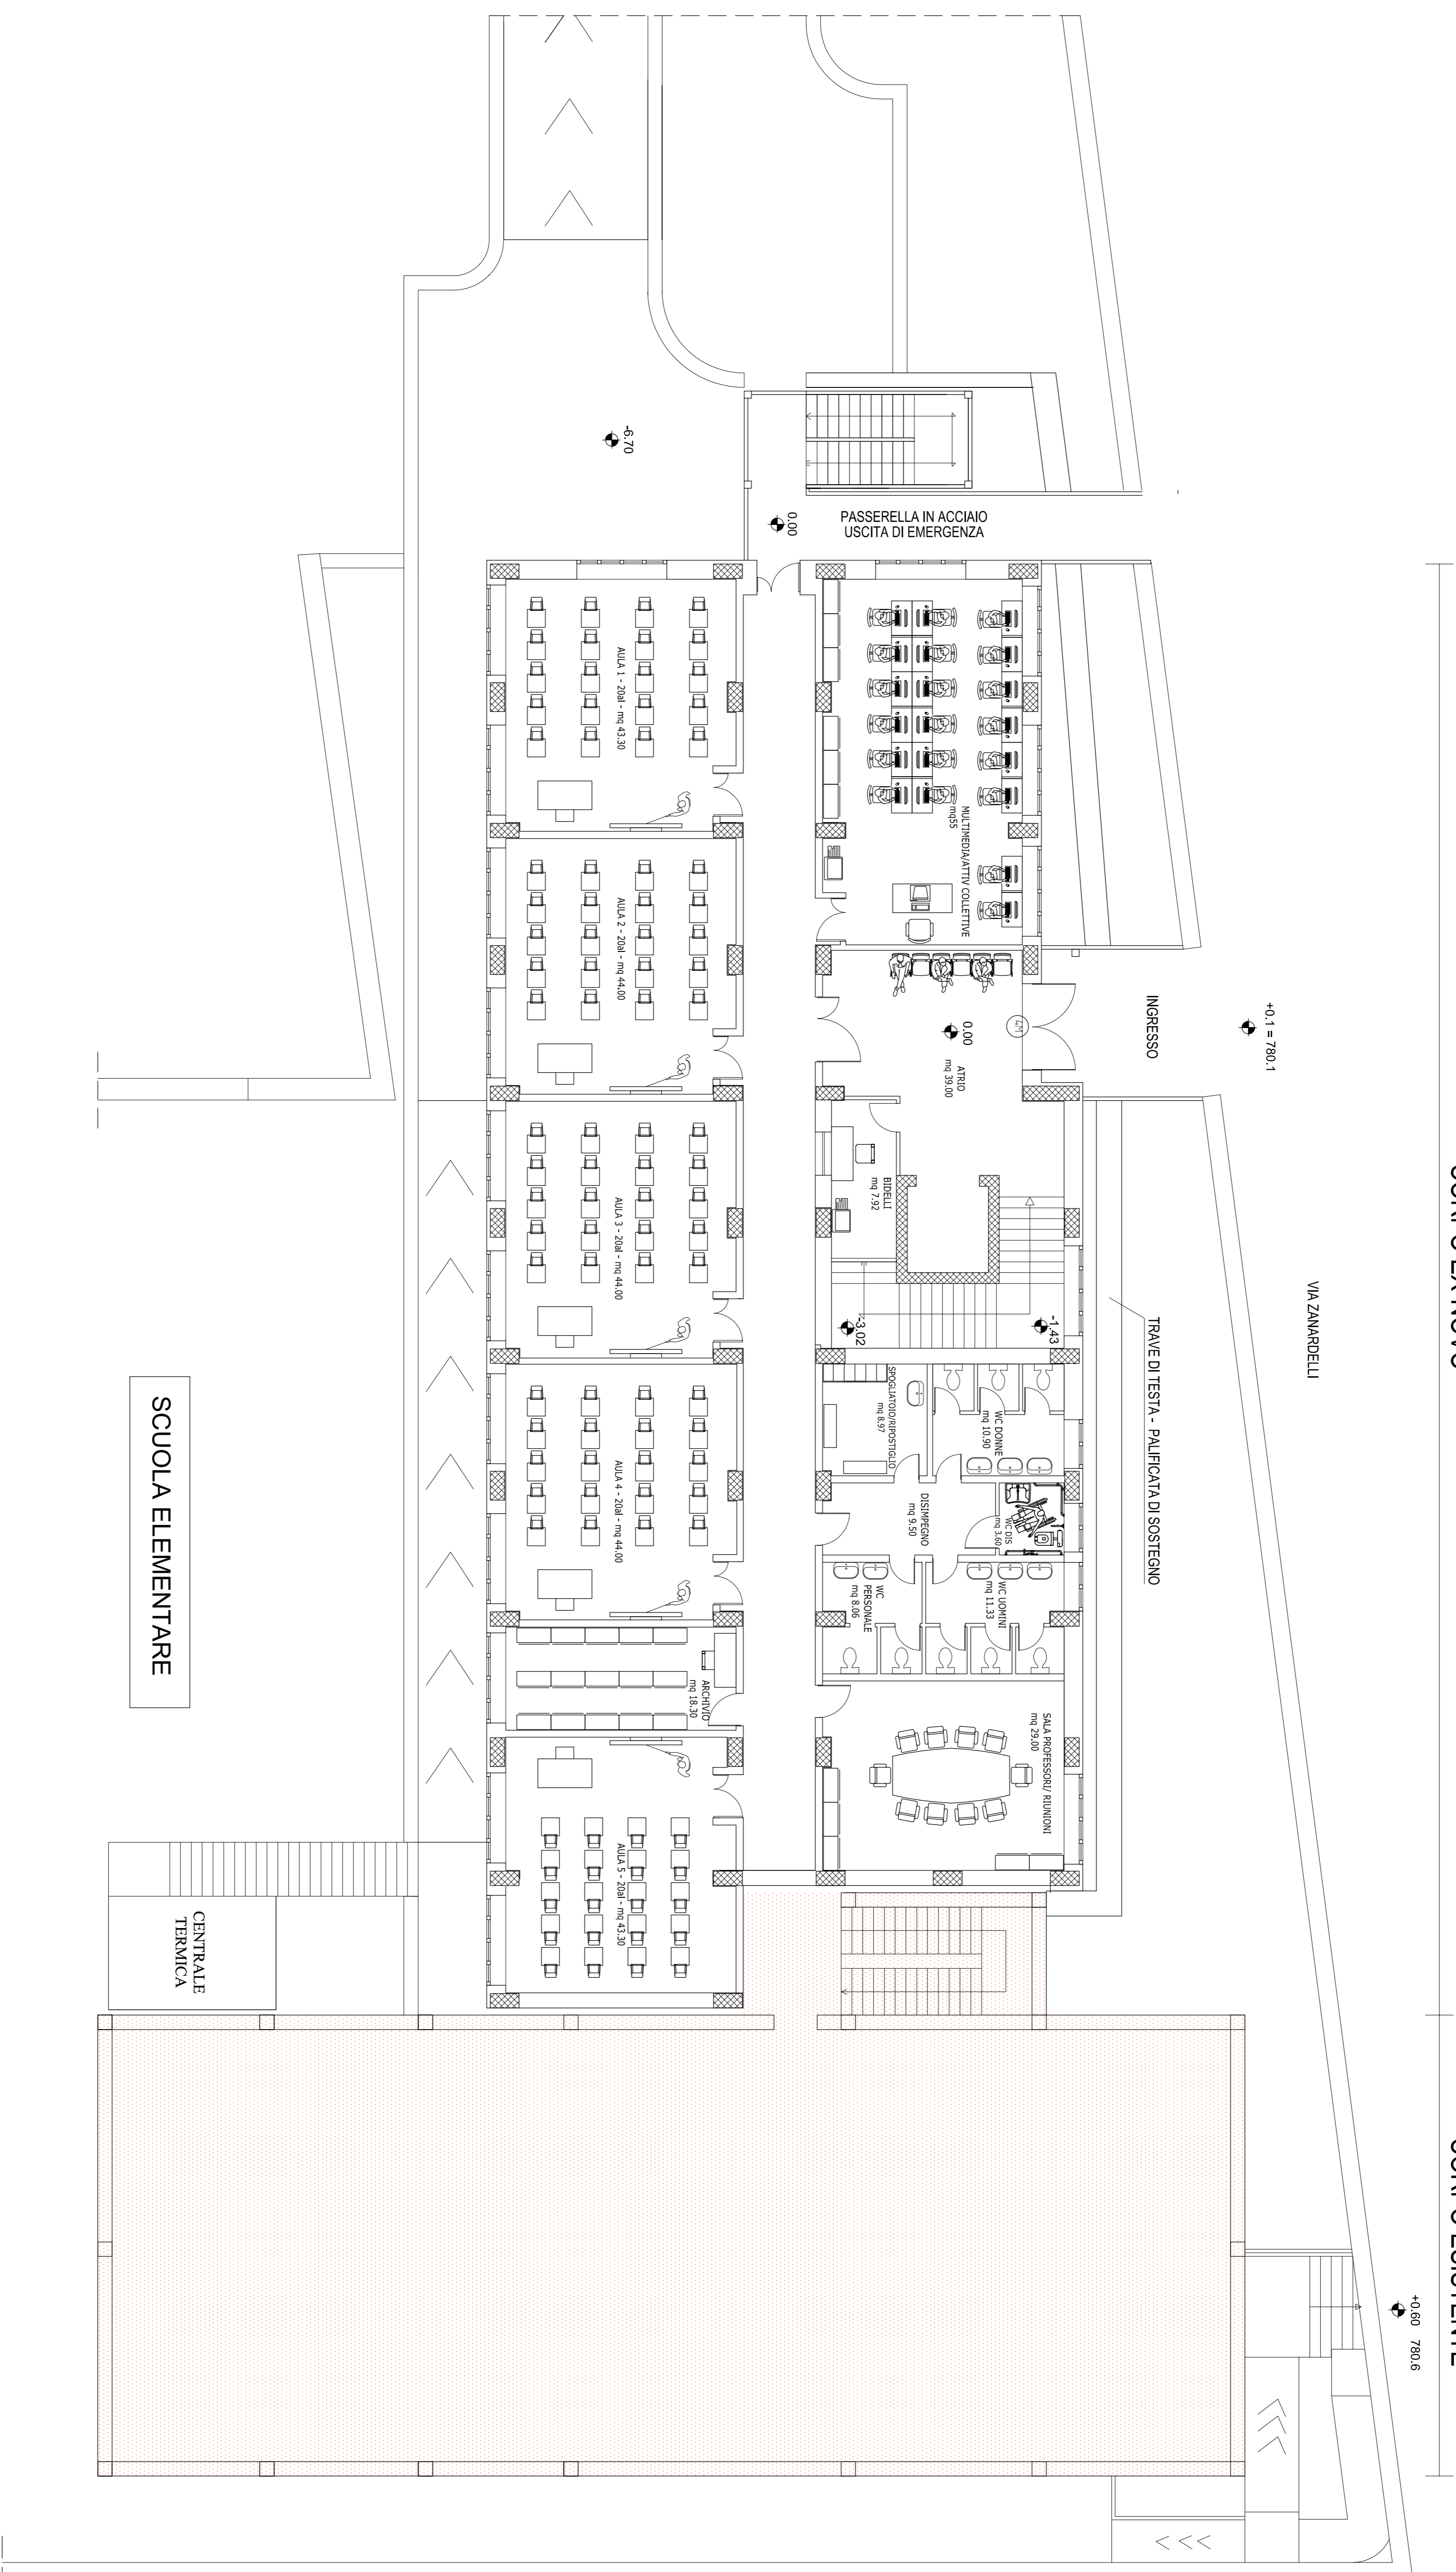 CORPO EX NOVO
CORPO ESISTENTE
+0.60   780.6
+0.1 = 780.1
VIA ZANARDELLI
INGRESSO
TRAVE DI TESTA - PALIFICATA DI SOSTEGNO
PASSERELLA IN ACCIAIO
USCITA DI EMERGENZA
0.00
-6.70
MULTIMEDIA/ATTIV COLLETTIVE
mq55
4M
0.00
ATRIO
mq 39.00
BIDELLI
mq 7.92
-1.43
-3.02
SPOGLIATOIO/RIPOSTIGLIO
mq 8.97
WC DONNE
mq 10.90
DISIMPEGNO
mq 9.50
WC DIS
mq 3.60
WC UOMINI
mq 11.33
WC
PERSONALE
mq 8.06
SALA PROFESSORI/ RIUNIONI
mq 29.00
AULA 1 - 20al - mq 43.30
AULA 2 - 20al - mq 44.00
AULA 3 - 20al - mq 44.00
AULA 4 - 20al - mq 44.00
ARCHIVIO
mq 18.30
AULA 5 - 20al - mq 43.30
CENTRALE
TERMICA
SCUOLA ELEMENTARE